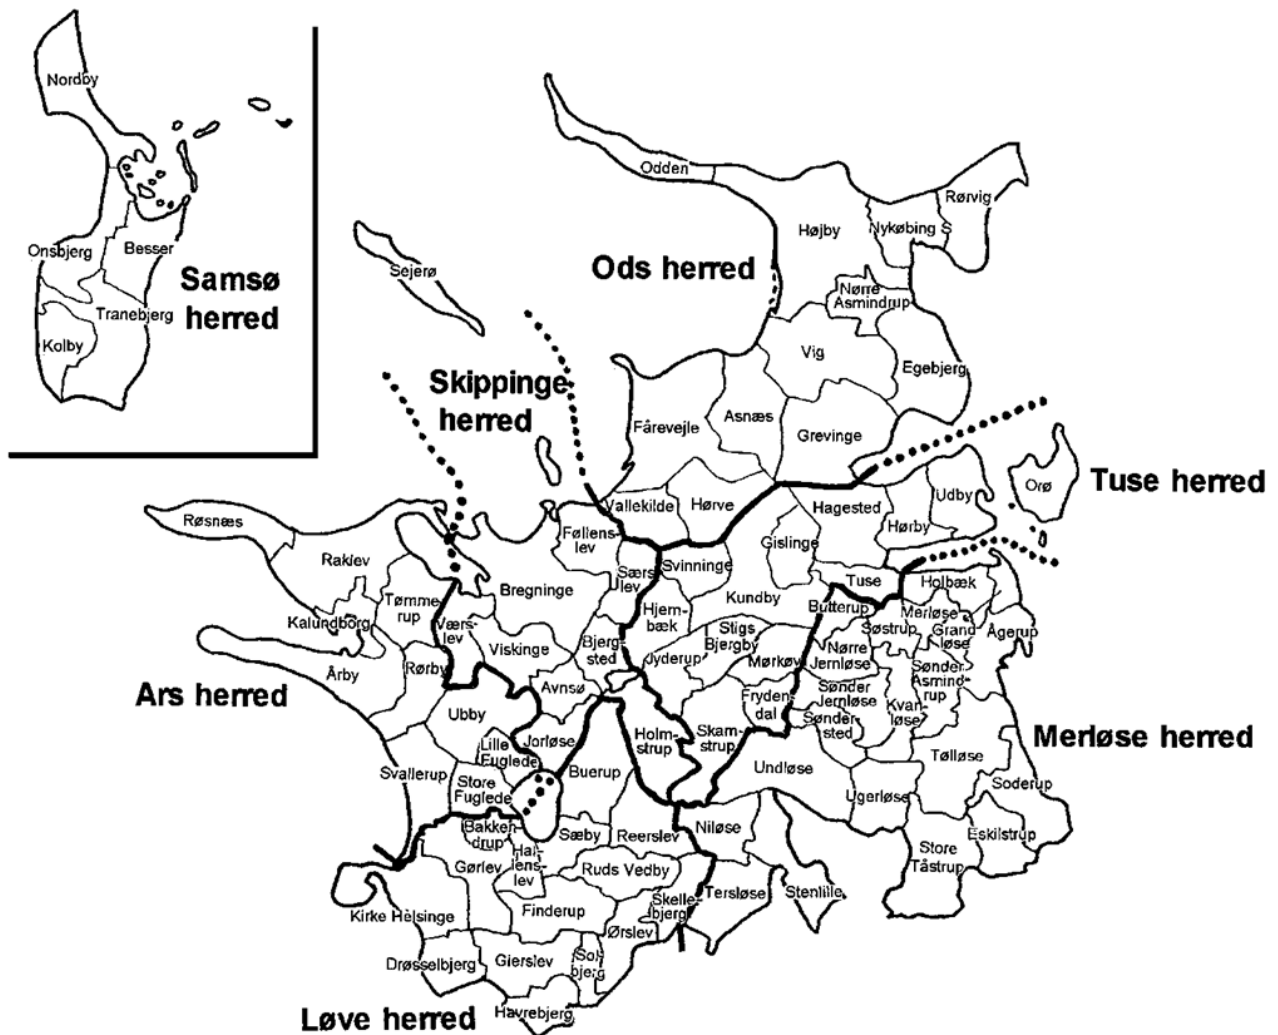 Nordby
Onsbjerg
Besser
Samsø
herred
Tranebjerg
Kolby
Odden
Rørvig
Højby
Nykøbing S
Sejerø
Ods herred
Nørre
Asmindrup
Vig
Egebjerg
Skippinge
herred
Fårevejle
Asnæs
Grevinge
Orø
Tuse herred
Røsnæs
Vallekilde
Hørve
Hagested
Udby
Hørby
Føllens-
lev
Gislinge
Raklev
Særs
lev
Svinninge
Tuse
Holbæk
Bregninge
Tømme-
rup
Kundby
Butterup
Merløse
Kalundborg
Værs-
lev
Hjem-
bæk
Søstrup
Grand
løse
Ågerup
Viskinge
Bjerg-
sted
Stigs
Bjergby
Nørre
Jernløse
Årby
Rørby
Jyderup
Mørkøv
Sønder
Asmind-
rup
Ars herred
Avnsø
Fryden
dal
Sønder
Jernløse
Kvan-
løse
Ubby
Holm-
strup
Skam-
strup
Sønder-
sted
Merløse herred
Lille
Fuglede
Jorløse
Buerup
Undløse
Tølløse
Svallerup
Store
Fuglede
Ugerløse
Soderup
Bakken-
drup
Sæby
Reerslev
Niløse
Eskilstrup
Gørlev
Hal-
lens-
lev
Store
Tåstrup
Ruds Vedby
Tersløse
Stenlille
Kirke Helsinge
Finderup
Skelle-
bjerg
Ørslev
Drøsselbjerg
Gierslev
Sol-
bjerg
Løve herred
Havrebjerg